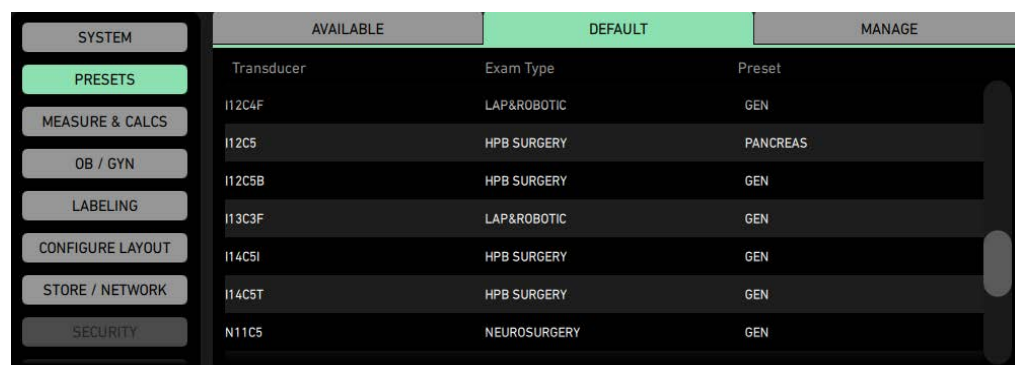 SYSTEM
PRESETS
MEASURE & CALCS
OB / GYN
LABELING
CONFIGURE LAYOUT
STORE / NETWORK
SECURITY
AVAILABLE DEFAULT MANAGE
Transducer Exam Type Preset
I12C4F LAP&ROBOTIC GEN
I12C5 HPB SURGERY PANCREAS
I12C5B HPB SURGERY GEN
I13C3F LAP&ROBOTIC GEN
I14C5I HPB SURGERY GEN
I14C5T HPB SURGERY GEN
N11C5 NEUROSURGERY GEN